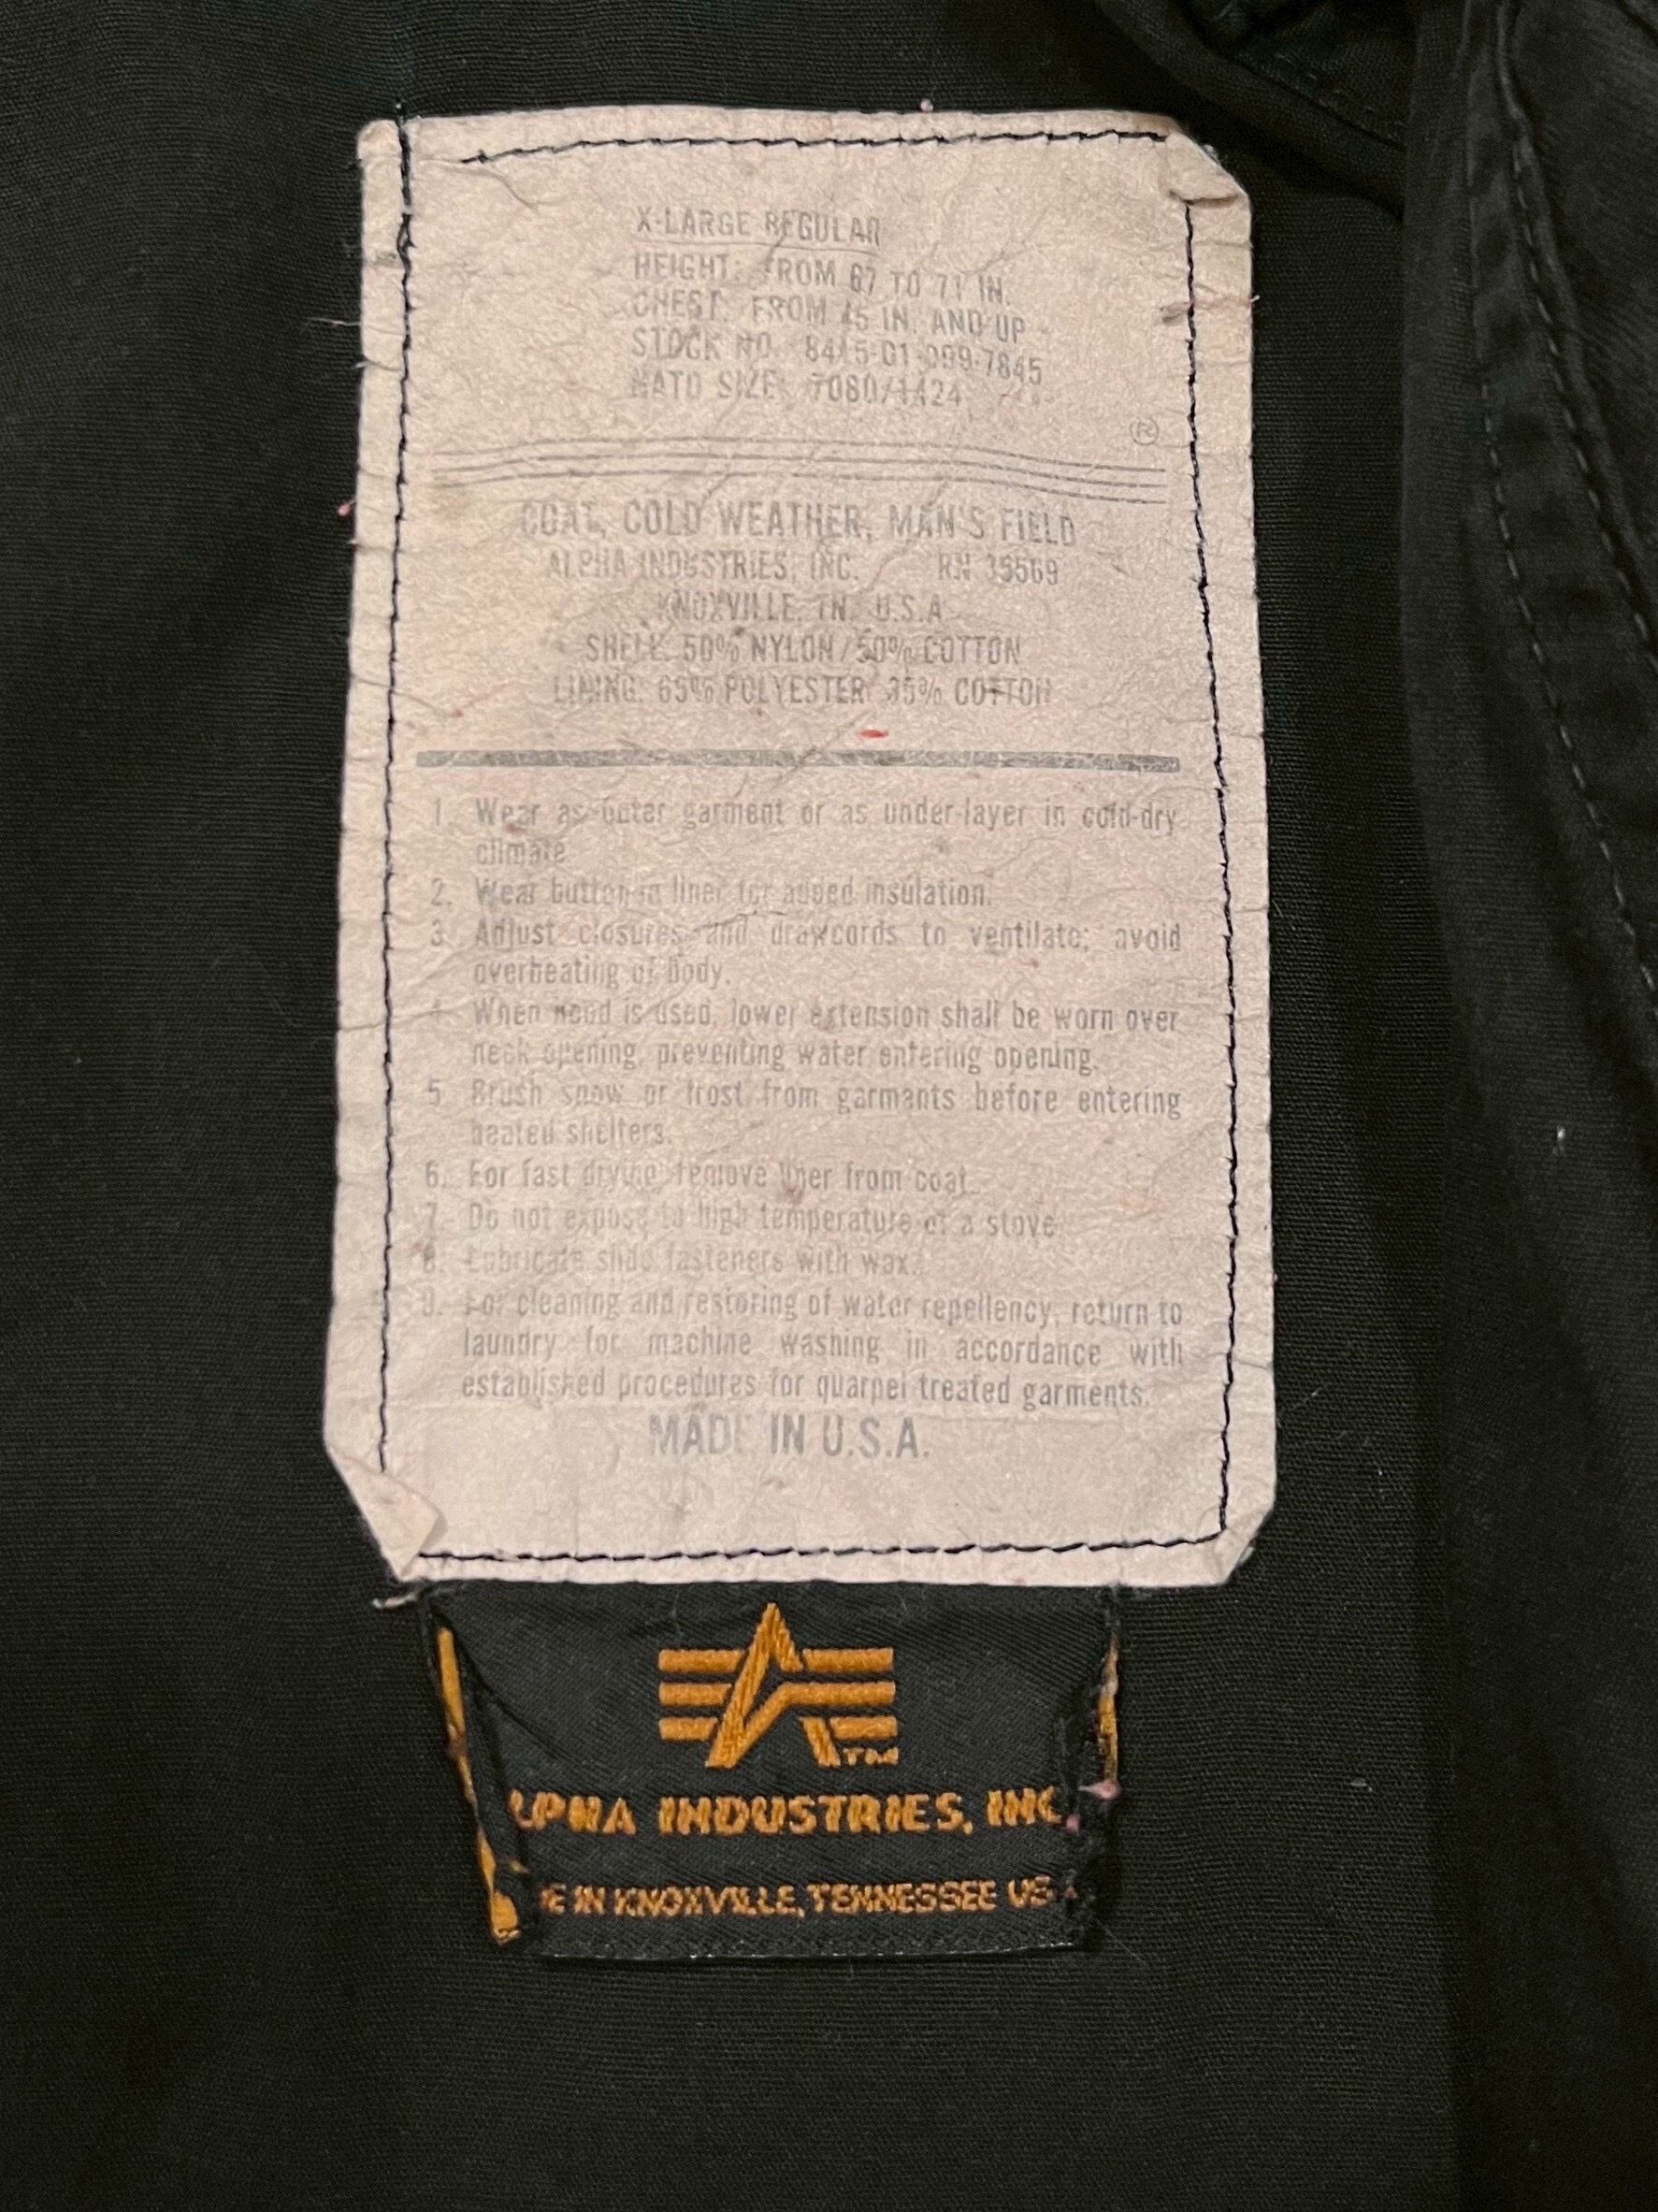 X-LARGE REGULAR
HEIGHT: FROM 67 TO 71 IN.
CHEST: FROM 45 IN. AND UP
STOCK NO. 8415-01-099-7845
NATO SIZE: 7080/1424
®
COAT, COLD WEATHER, MAN'S FIELD
ALPHA INDUSTRIES, INC. RN 35569
KNOXVILLE, TN. U.S.A
SHELL: 50% NYLON/50% COTTON
LINING: 65% POLYESTER 35% COTTON
1. Wear as outer garment or as under-layer in cold-dry
climate
2. Wear button in liner for added insulation.
3. Adjust closures and drawcords to ventilate; avoid
overheating of body.
4. When hood is used, lower extension shall be worn over
neck opening, preventing water entering opening.
5. Brush snow or frost from garments before entering
heated shelters.
6. For fast drying remove liner from coat.
7. Do not expose to high temperature of a stove
8. Lubricate slide fasteners with wax.
9. For cleaning and restoring of water repellency, return to
laundry for machine washing in accordance with
established procedures for quarpel treated garments.
MADE IN U.S.A.
TM
LPHA INDUSTRIES, INC
E IN KNOXVILLE, TENNESSEE US